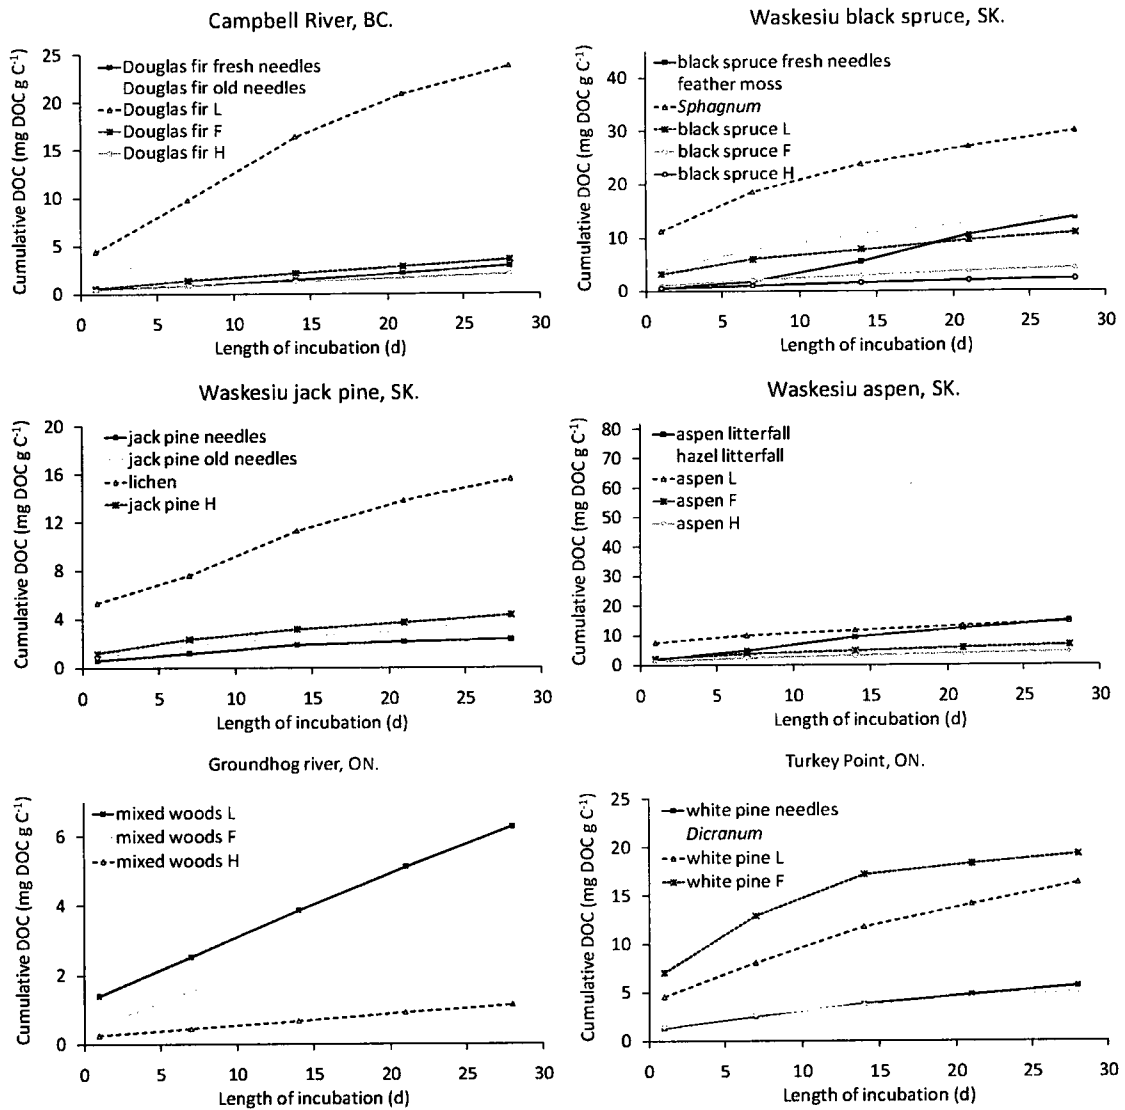 Campbell River, BC.
Cumulative DOC (mg DOC g C⁻¹)
25
20
15
10
5
0
Douglas fir fresh needles
Douglas fir old needles
Douglas fir L
Douglas fir F
Douglas fir H
0 5 10 15 20 25 30
Length of incubation (d)
Waskesiu black spruce, SK.
Cumulative DOC (mg DOC g C⁻¹)
40
30
20
10
0
black spruce fresh needles
feather moss
Sphagnum
black spruce L
black spruce F
black spruce H
0 5 10 15 20 25 30
Length of incubation (d)
Waskesiu jack pine, SK.
Cumulative DOC (mg DOC g C⁻¹)
20
16
12
8
4
0
jack pine needles
jack pine old needles
lichen
jack pine H
0 5 10 15 20 25 30
Length of incubation (d)
Waskesiu aspen, SK.
Cumulative DOC (mg DOC g C⁻¹)
80
70
60
50
40
30
20
10
0
aspen litterfall
hazel litterfall
aspen L
aspen F
aspen H
0 5 10 15 20 25 30
Length of incubation (d)
Groundhog river, ON.
Cumulative DOC (mg DOC g C⁻¹)
6
4
2
0
mixed woods L
mixed woods F
mixed woods H
0 5 10 15 20 25 30
Length of incubation (d)
Turkey Point, ON.
Cumulative DOC (mg DOC g C⁻¹)
25
20
15
10
5
0
white pine needles
Dicranum
white pine L
white pine F
0 5 10 15 20 25 30
Length of incubation (d)